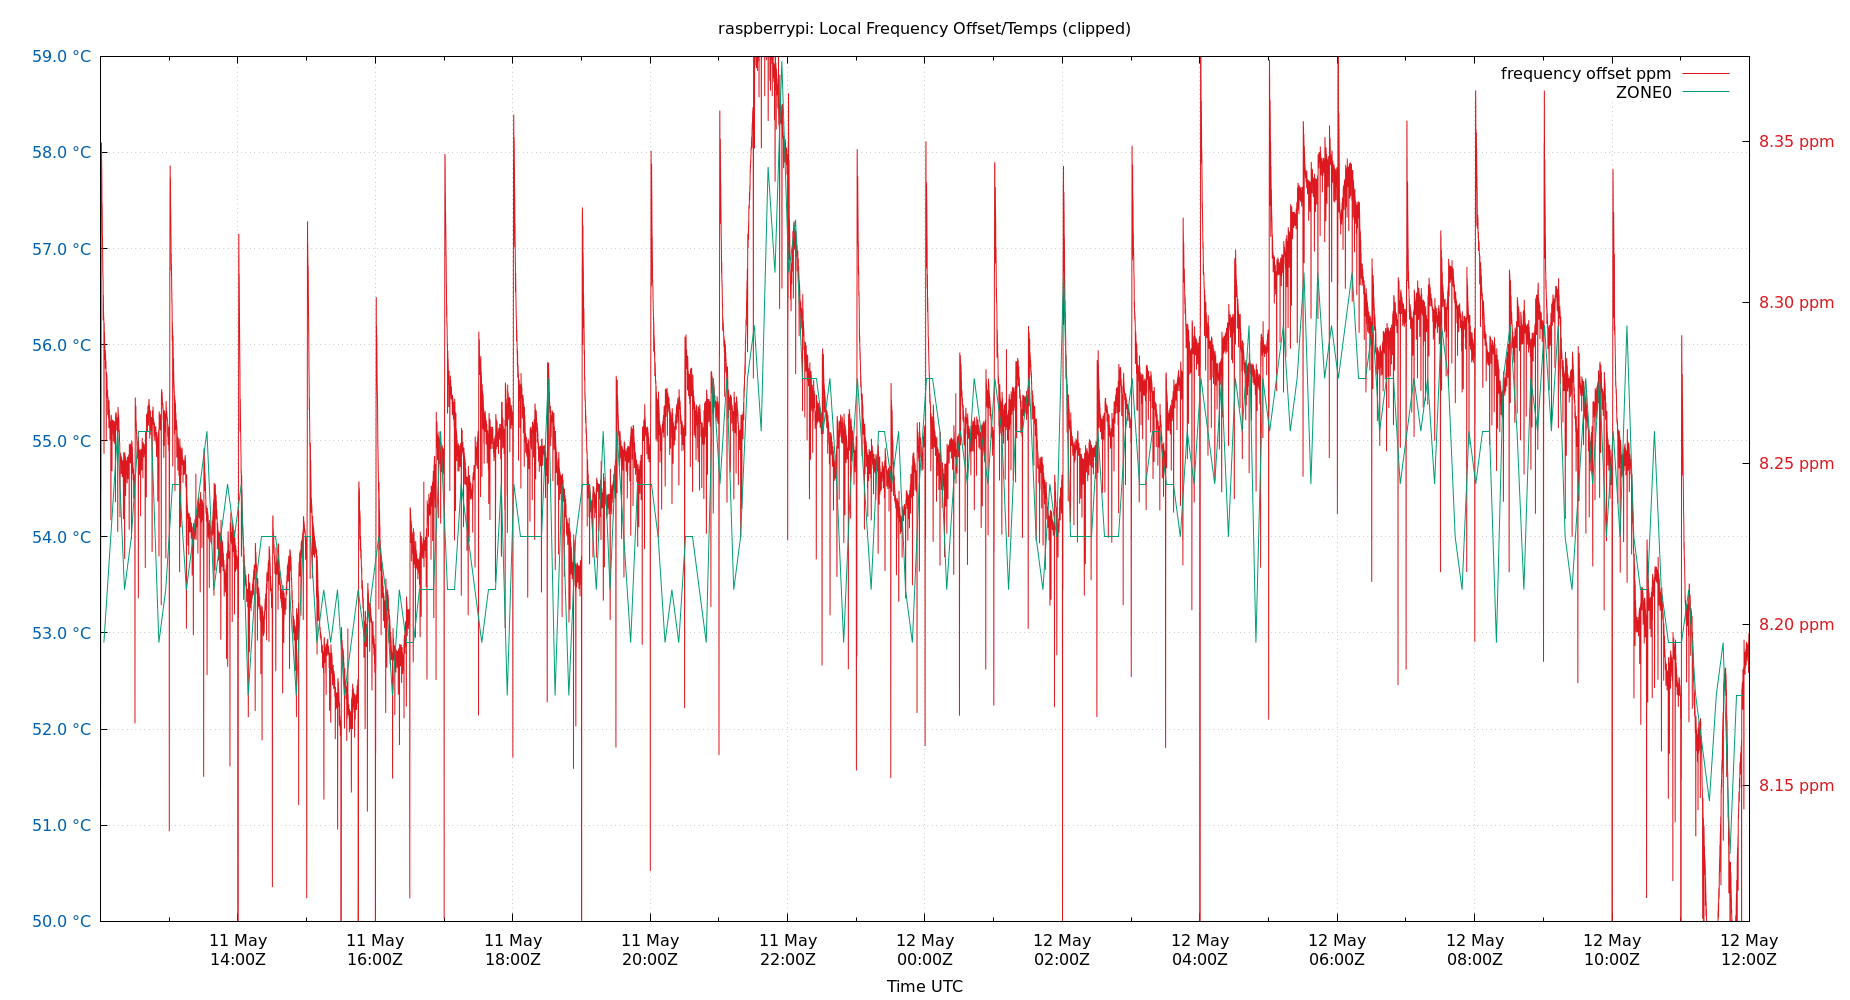 raspberrypi: Local Frequency Offset/Temps (clipped)
59.0 °C
58.0 °C
57.0 °C
56.0 °C
55.0 °C
54.0 °C
53.0 °C
52.0 °C
51.0 °C
50.0 °C
frequency offset ppm
ZONE0
8.35 ppm
8.30 ppm
8.25 ppm
8.20 ppm
8.15 ppm
11 May
14:00Z
11 May
16:00Z
11 May
18:00Z
11 May
20:00Z
11 May
22:00Z
12 May
00:00Z
12 May
02:00Z
12 May
04:00Z
12 May
06:00Z
12 May
08:00Z
12 May
10:00Z
12 May
12:00Z
Time UTC